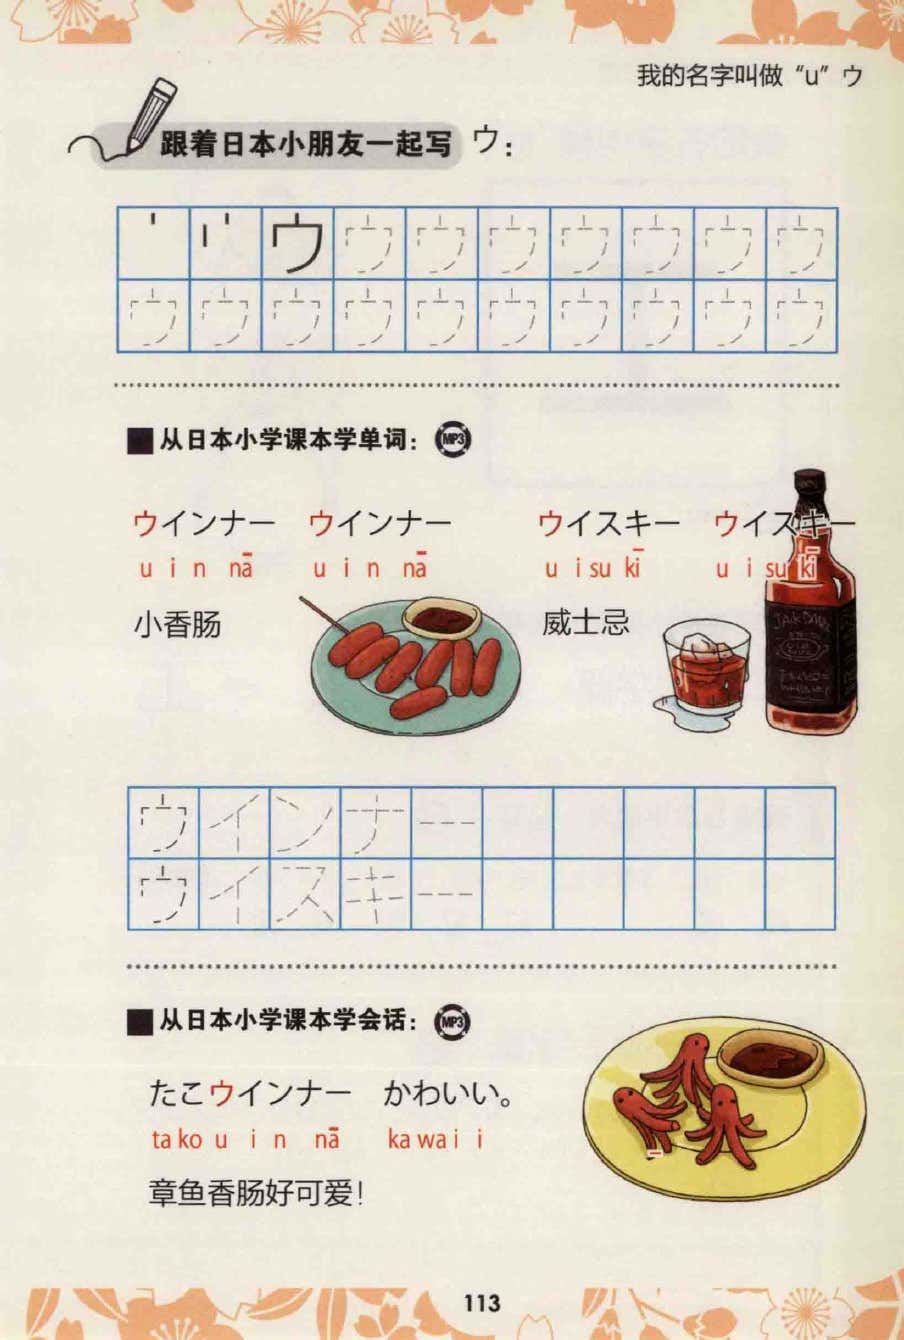 我的名字叫做“u”ウ
跟着日本小朋友一起写 ウ:
ウ ウ ウ ウ ウ ウ ウ ウ
ウ ウ ウ ウ ウ ウ ウ ウ ウ ウ
■从日本小学课本学单词: MP3
ウインナー ウインナー ウイスキー ウイスキー
u i n nā u i n nā u i su kī u i su kī
小香肠 威士忌
ウインナー
ウイスキー
■从日本小学课本学会话: MP3
たこウインナー かわいい。
ta ko u i n nā ka wa i i
章鱼香肠好可爱!
113